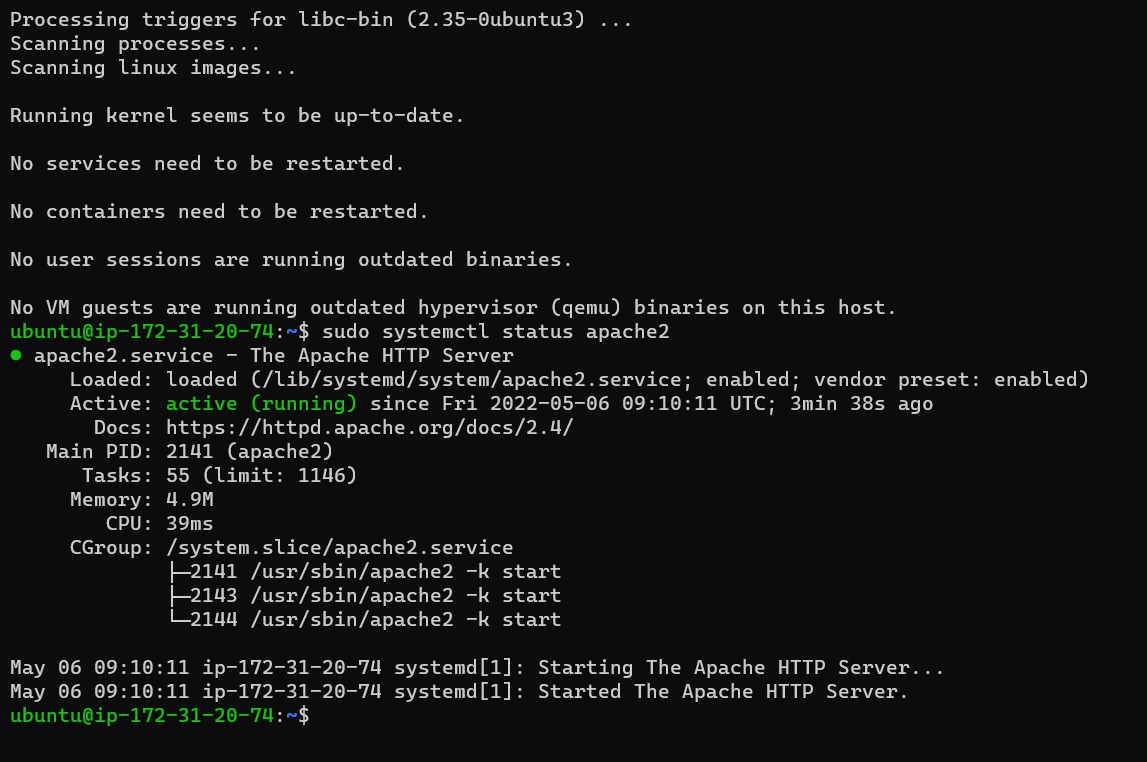 Processing triggers for libc-bin (2.35-0ubuntu3) ...
Scanning processes...
Scanning linux images...
Running kernel seems to be up-to-date.
No services need to be restarted.
No containers need to be restarted.
No user sessions are running outdated binaries.
No VM guests are running outdated hypervisor (qemu) binaries on this host.
ubuntu@ip-172-31-20-74:~$ sudo systemctl status apache2
● apache2.service - The Apache HTTP Server
     Loaded: loaded (/lib/systemd/system/apache2.service; enabled; vendor preset: enabled)
     Active: active (running) since Fri 2022-05-06 09:10:11 UTC; 3min 38s ago
       Docs: https://httpd.apache.org/docs/2.4/
   Main PID: 2141 (apache2)
      Tasks: 55 (limit: 1146)
     Memory: 4.9M
        CPU: 39ms
     CGroup: /system.slice/apache2.service
             ├─2141 /usr/sbin/apache2 -k start
             ├─2143 /usr/sbin/apache2 -k start
             └─2144 /usr/sbin/apache2 -k start
May 06 09:10:11 ip-172-31-20-74 systemd[1]: Starting The Apache HTTP Server...
May 06 09:10:11 ip-172-31-20-74 systemd[1]: Started The Apache HTTP Server.
ubuntu@ip-172-31-20-74:~$